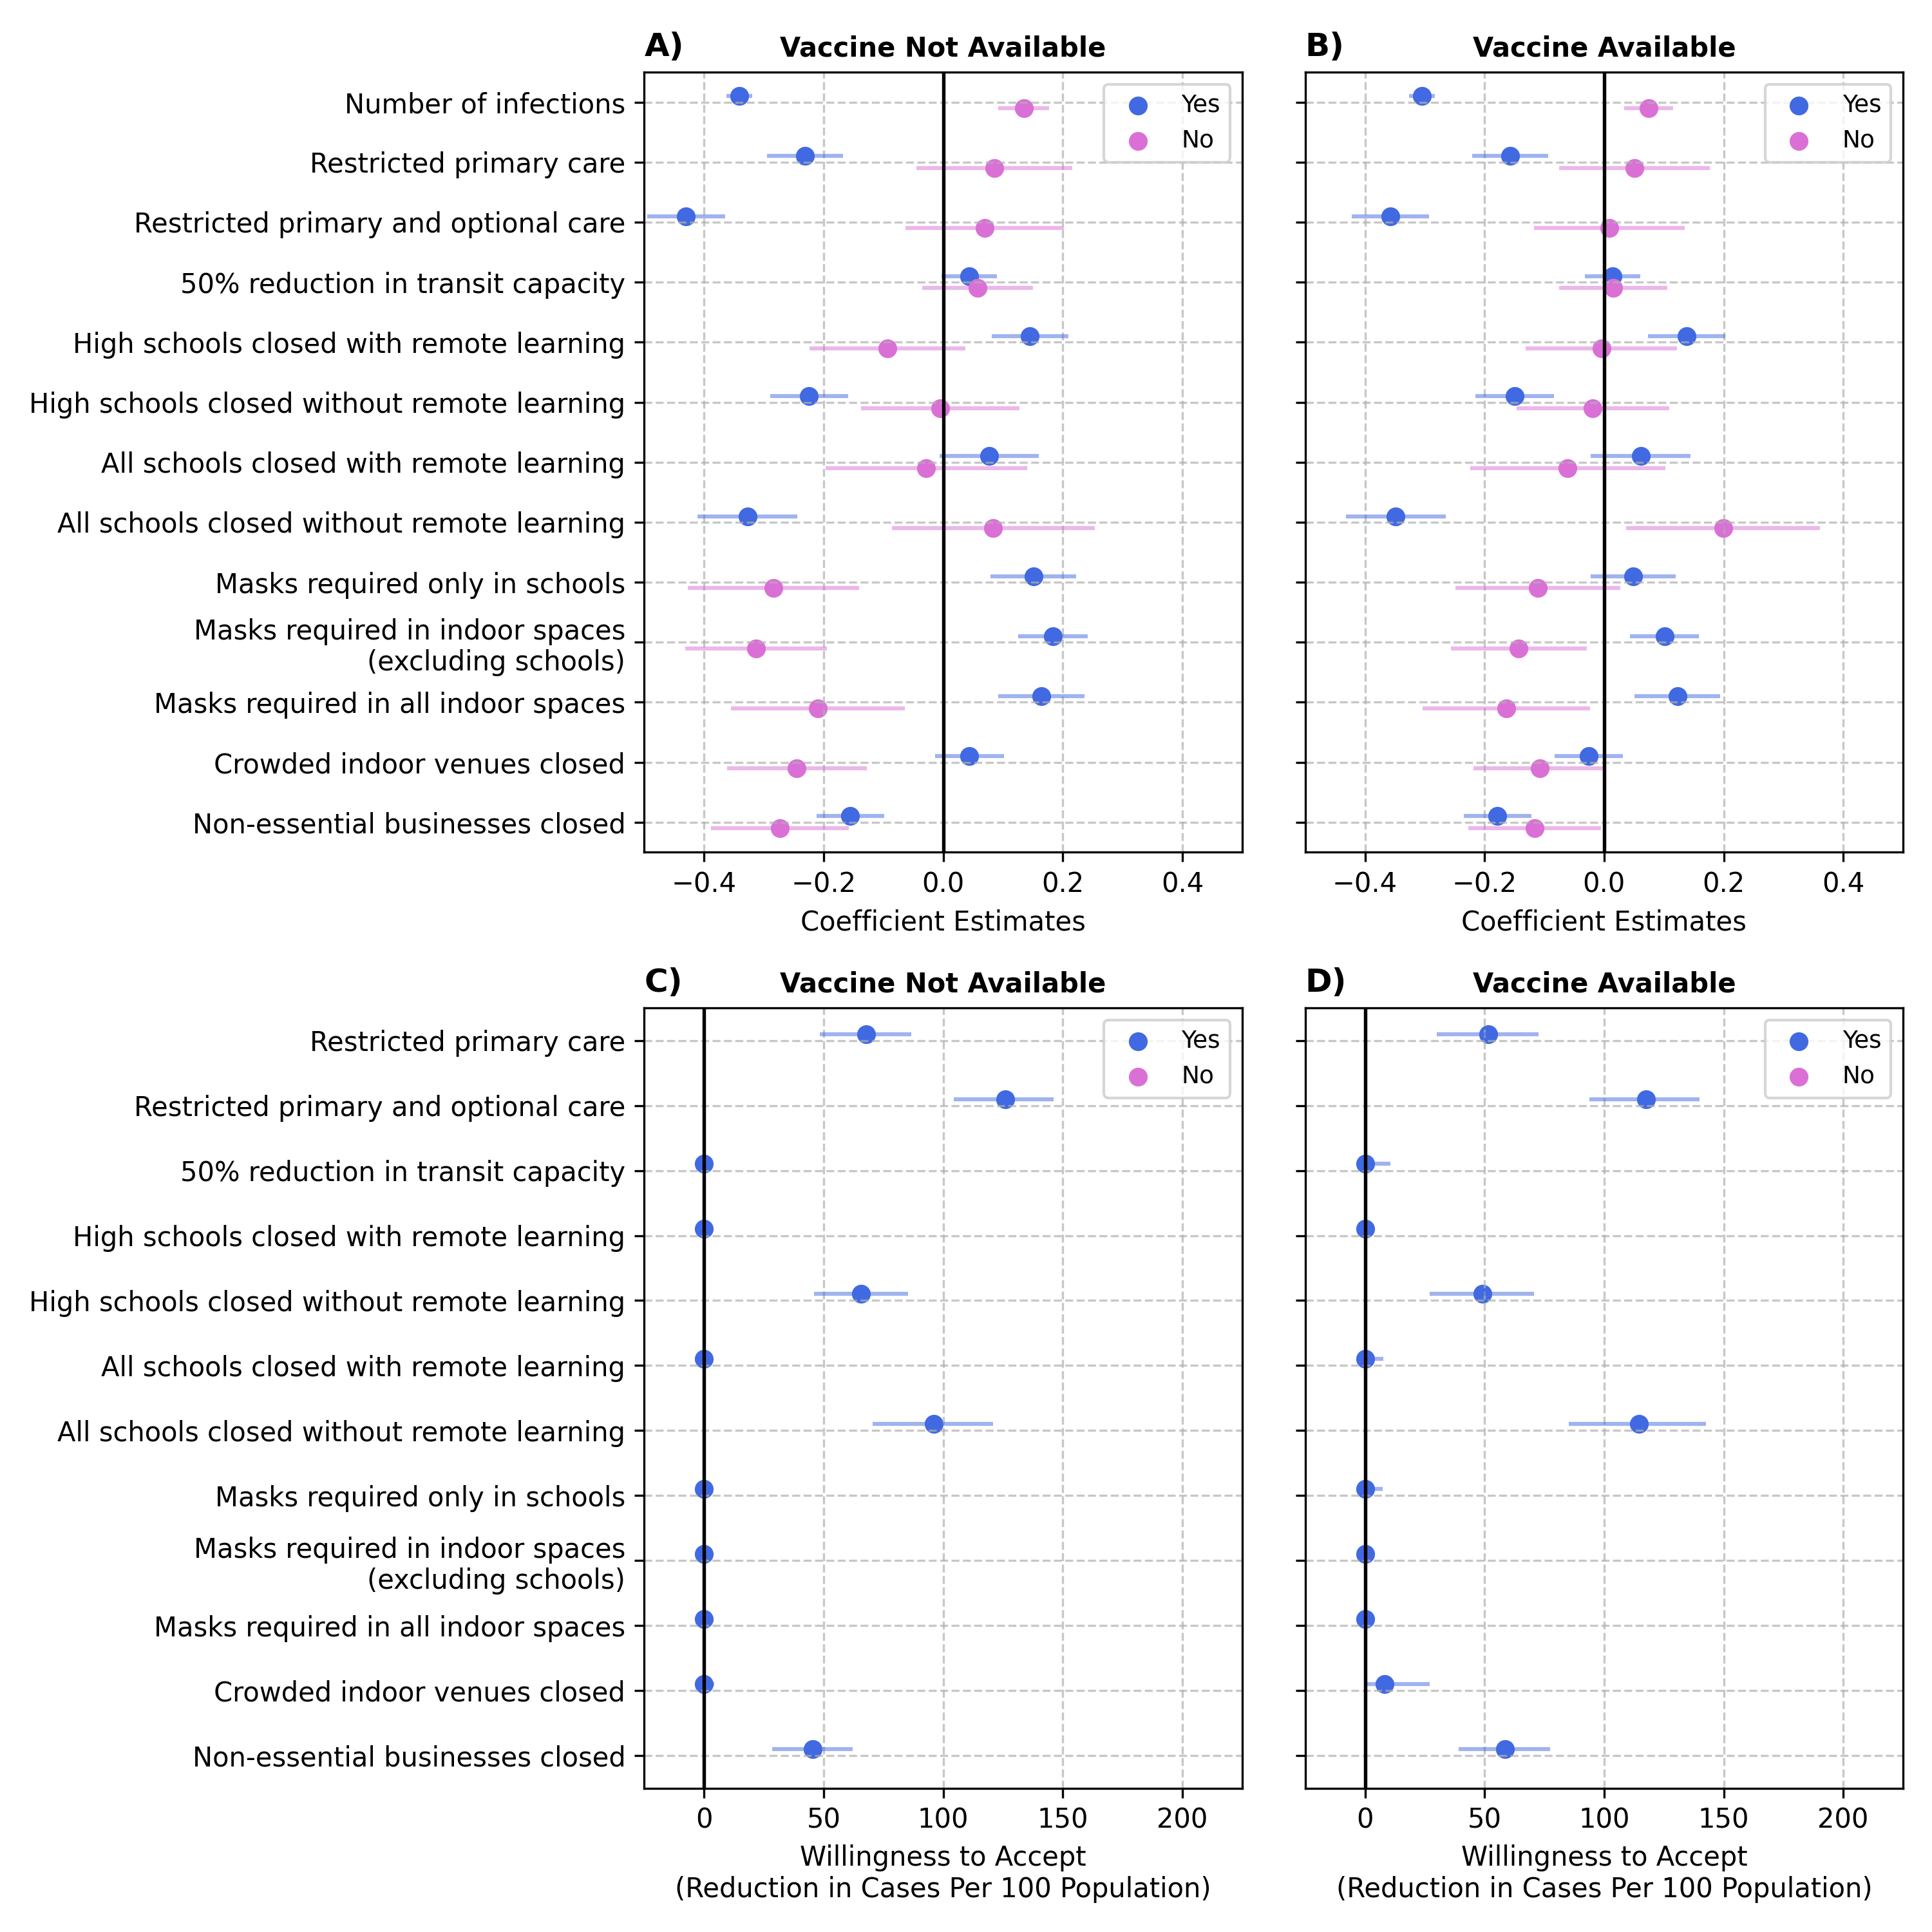 A) Vaccine Not Available
B) Vaccine Available
Number of infections
Restricted primary care
Restricted primary and optional care
50% reduction in transit capacity
High schools closed with remote learning
High schools closed without remote learning
All schools closed with remote learning
All schools closed without remote learning
Masks required only in schools
Masks required in indoor spaces
(excluding schools)
Masks required in all indoor spaces
Crowded indoor venues closed
Non-essential businesses closed
Yes
No
Yes
No
−0.4 −0.2 0.0 0.2 0.4
Coefficient Estimates
−0.4 −0.2 0.0 0.2 0.4
Coefficient Estimates
C) Vaccine Not Available
D) Vaccine Available
Restricted primary care
Restricted primary and optional care
50% reduction in transit capacity
High schools closed with remote learning
High schools closed without remote learning
All schools closed with remote learning
All schools closed without remote learning
Masks required only in schools
Masks required in indoor spaces
(excluding schools)
Masks required in all indoor spaces
Crowded indoor venues closed
Non-essential businesses closed
Yes
No
Yes
No
0 50 100 150 200
Willingness to Accept
(Reduction in Cases Per 100 Population)
0 50 100 150 200
Willingness to Accept
(Reduction in Cases Per 100 Population)